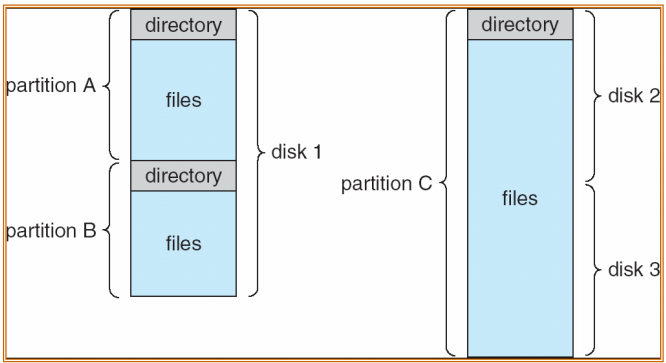 directory
partition A
files
disk 1
directory
partition B
files
directory
disk 2
partition C
files
disk 3